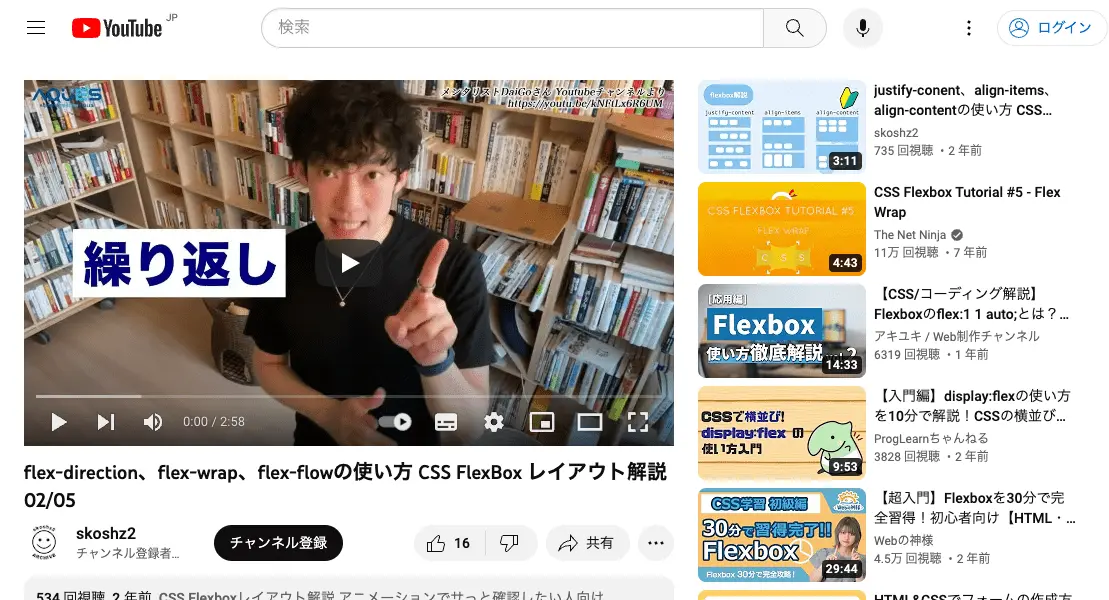 YouTube JP
検索
ログイン
AQUES
メンタリストDaiGoさん Youtubeチャンネルより
https://youtu.be/kNFtLx6R6UM
繰り返し
0:00 / 2:58
flex-direction、flex-wrap、flex-flowの使い方 CSS FlexBox レイアウト解説
02/05
skoshz2
チャンネル登録者...
チャンネル登録
16
共有
534 回視聴 2 年前 CSS Flexboxレイアウト解説 アニメーションでサッと確認したい人向け
flexbox解説
justify-content align-items align-content
3:11
justify-conent、align-items、
align-contentの使い方 CSS...
skoshz2
735 回視聴 ・2 年前
CSS FLEXBOX TUTORIAL #5
FLEX WRAP
C S S
4:43
CSS Flexbox Tutorial #5 - Flex
Wrap
The Net Ninja
11万 回視聴 ・7 年前
[応用編]
Flexbox
使い方徹底解説
14:33
【CSS/コーディング解説】
Flexboxのflex:1 1 auto;とは？...
アキユキ / Web制作チャンネル
6319 回視聴 ・1 年前
CSSで横並び!
display:flex の
使い方入門
9:53
【入門編】display:flexの使い方
を10分で解説！CSSの横並び...
ProgLearnちゃんねる
3828 回視聴 ・2 年前
CSS学習 初級編
30分で習得完了!!
Flexbox
Flexbox 30分で完全攻略！
29:44
【超入門】Flexboxを30分で完
全習得！初心者向け【HTML・...
Webの神様
4.5万 回視聴 ・2 年前
HTML&CSSでフォームの作成方